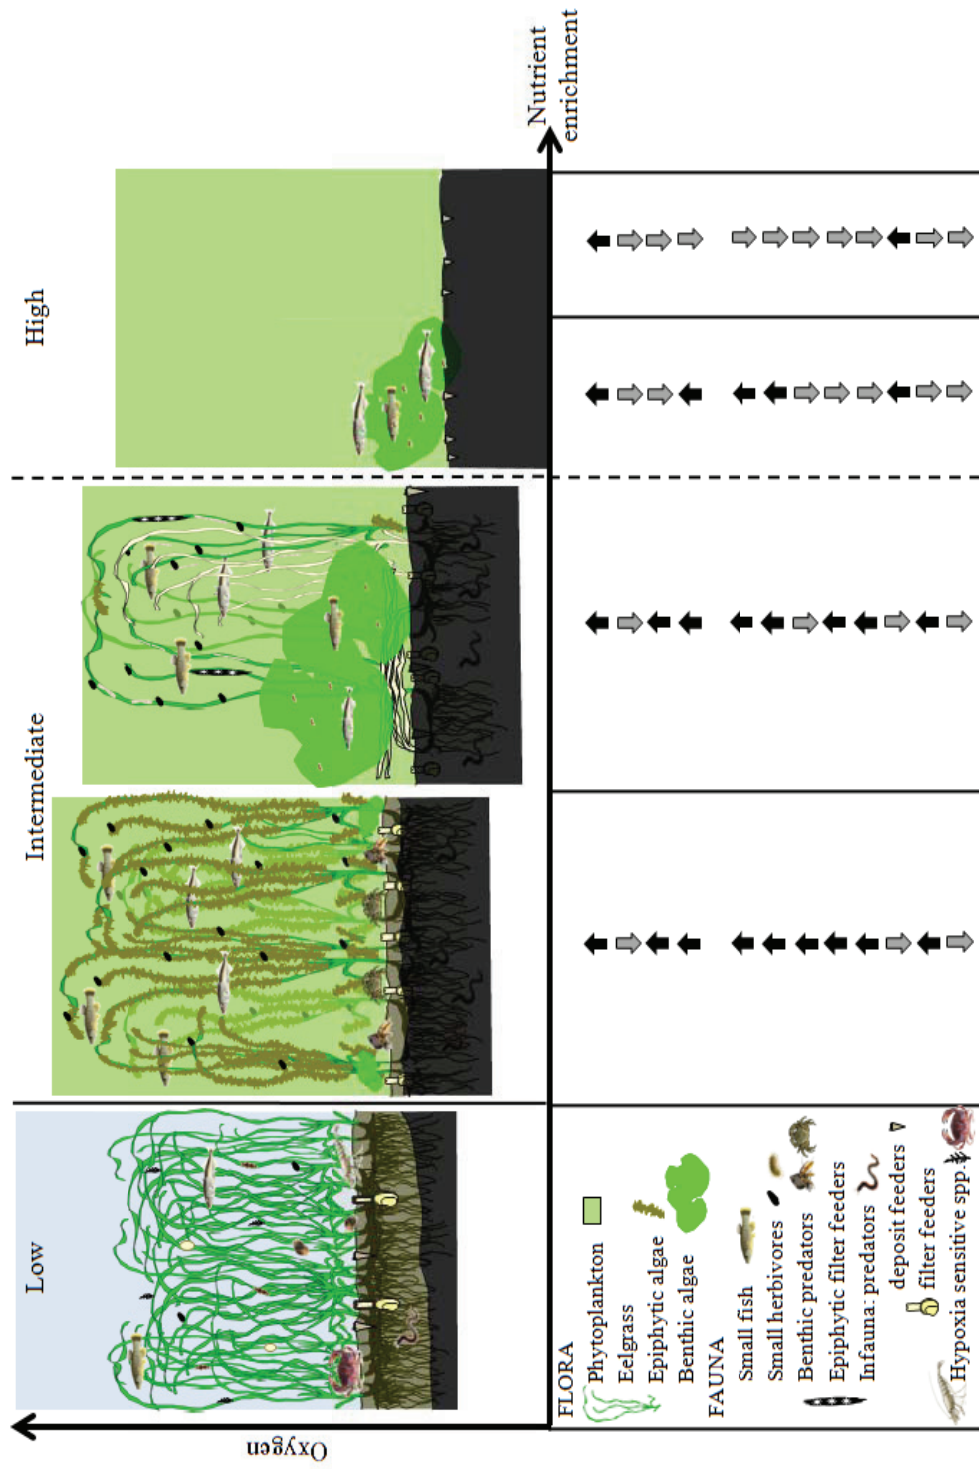 Low
Intermediate
High
Oxygen
Nutrient
enrichment
FLORA
Phytoplankton
Eelgrass
Epiphytic algae
Benthic algae
FAUNA
Small fish
Small herbivores
Benthic predators
Epiphytic filter feeders
Infauna: predators
deposit feeders
filter feeders
Hypoxia sensitive spp.